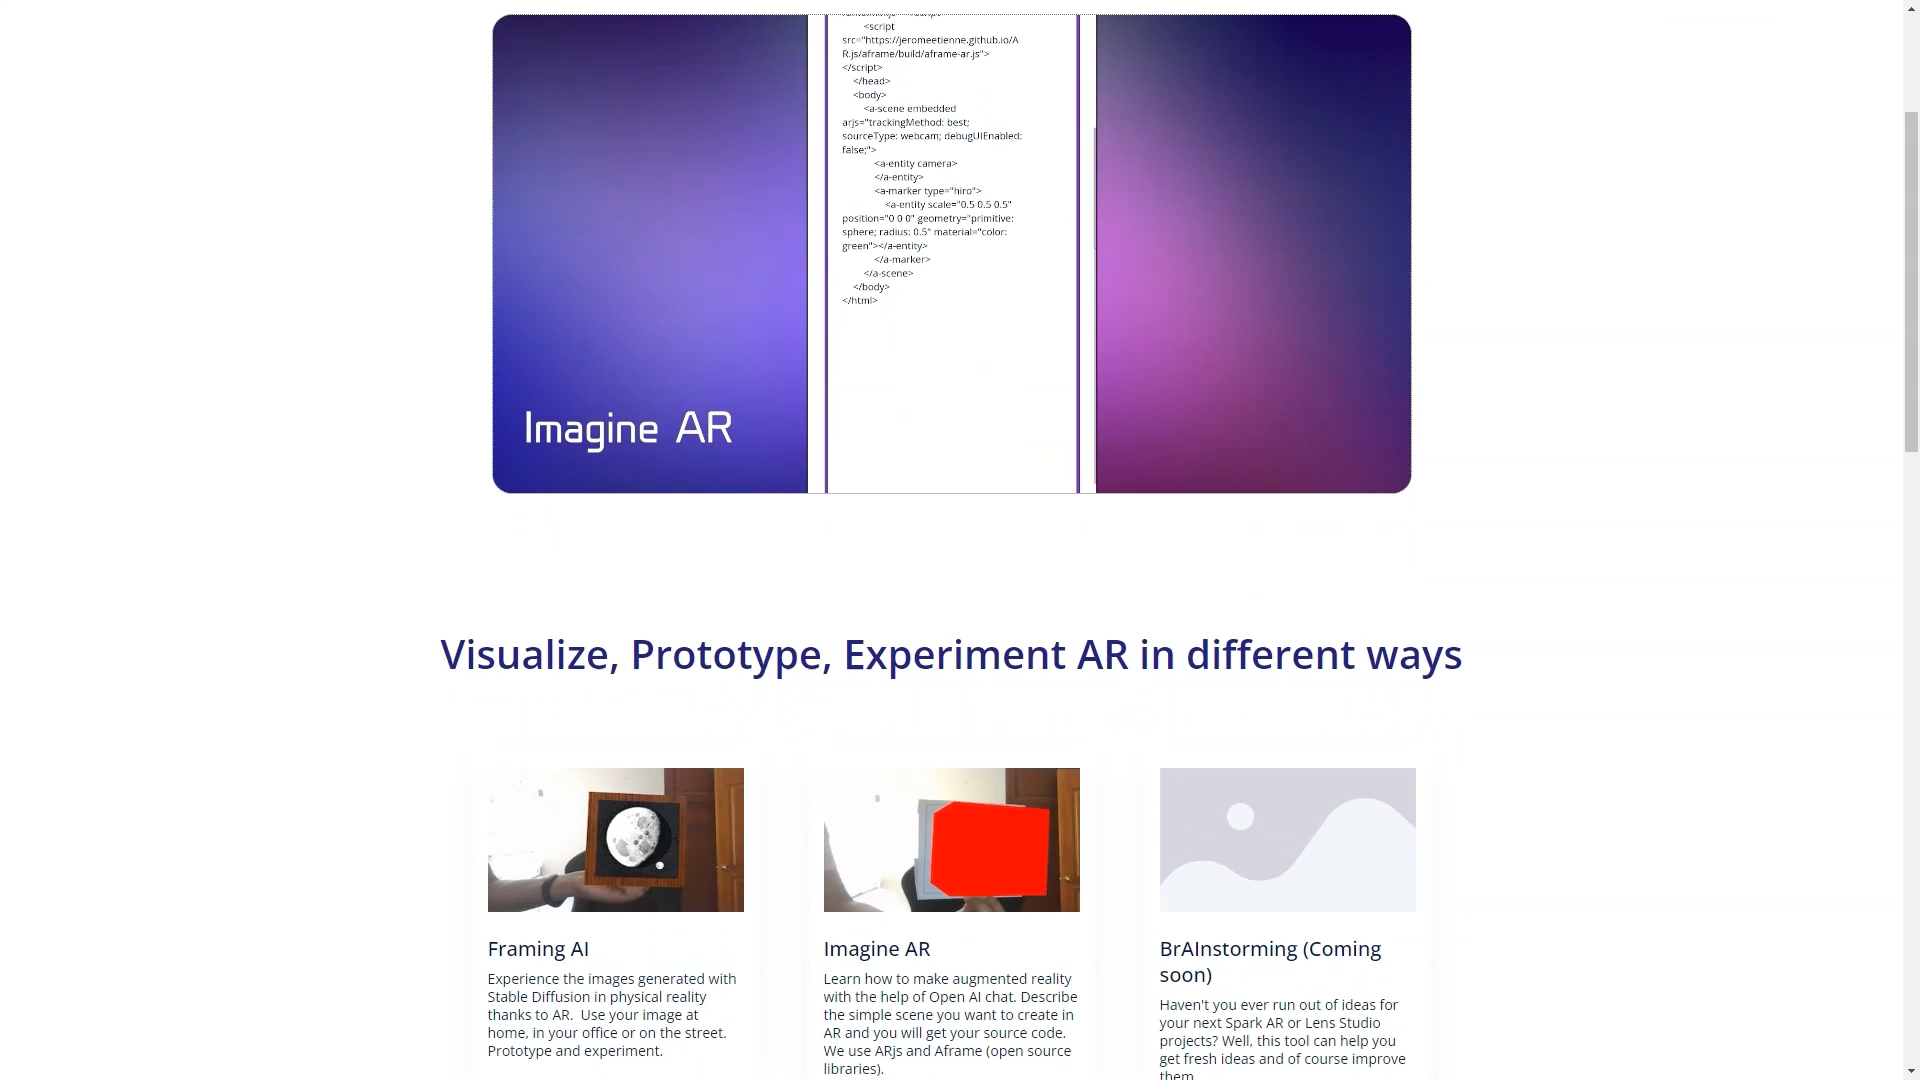 <script
src="https://jeromeetienne.github.io/A
R.js/aframe/build/aframe-ar.js">
</script>
</head>
<body>
<a-scene embedded
arjs="trackingMethod: best;
sourceType: webcam; debugUIEnabled:
false;">
<a-entity camera>
</a-entity>
<a-marker type="hiro">
<a-entity scale="0.5 0.5 0.5"
position="0 0 0" geometry="primitive:
sphere; radius: 0.5" material="color:
green"></a-entity>
</a-marker>
</a-scene>
</body>
</html>
Imagine AR
Visualize, Prototype, Experiment AR in different ways
Framing AI
Experience the images generated with
Stable Diffusion in physical reality
thanks to AR. Use your image at
home, in your office or on the street.
Prototype and experiment.
Imagine AR
Learn how to make augmented reality
with the help of Open AI chat. Describe
the simple scene you want to create in
AR and you will get your source code.
We use ARjs and Aframe (open source
libraries).
BrAInstorming (Coming
soon)
Haven't you ever run out of ideas for
your next Spark AR or Lens Studio
projects? Well, this tool can help you
get fresh ideas and of course improve
them